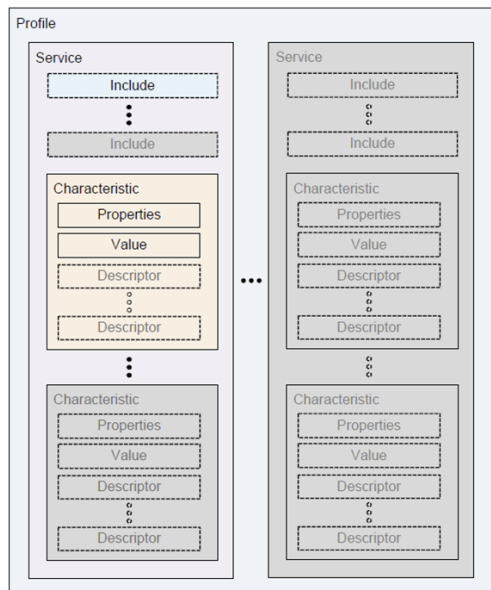 Profile
Service
Include
Include
Characteristic
Properties
Value
Descriptor
Descriptor
Characteristic
Properties
Value
Descriptor
Descriptor
Service
Include
Include
Characteristic
Properties
Value
Descriptor
Descriptor
Characteristic
Properties
Value
Descriptor
Descriptor